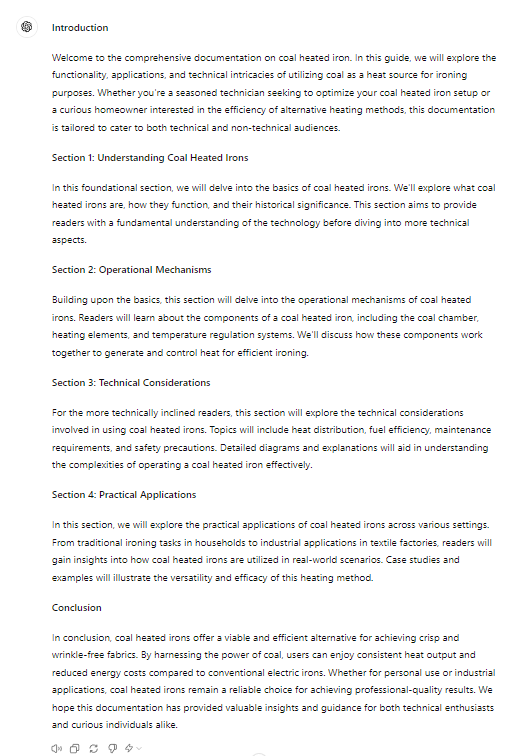 Introduction
Welcome to the comprehensive documentation on coal heated iron. In this guide, we will explore the
functionality, applications, and technical intricacies of utilizing coal as a heat source for ironing
purposes. Whether you're a seasoned technician seeking to optimize your coal heated iron setup or
a curious homeowner interested in the efficiency of alternative heating methods, this documentation
is tailored to cater to both technical and non-technical audiences.
Section 1: Understanding Coal Heated Irons
In this foundational section, we will delve into the basics of coal heated irons. We'll explore what coal
heated irons are, how they function, and their historical significance. This section aims to provide
readers with a fundamental understanding of the technology before diving into more technical
aspects.
Section 2: Operational Mechanisms
Building upon the basics, this section will delve into the operational mechanisms of coal heated
irons. Readers will learn about the components of a coal heated iron, including the coal chamber,
heating elements, and temperature regulation systems. We'll discuss how these components work
together to generate and control heat for efficient ironing.
Section 3: Technical Considerations
For the more technically inclined readers, this section will explore the technical considerations
involved in using coal heated irons. Topics will include heat distribution, fuel efficiency, maintenance
requirements, and safety precautions. Detailed diagrams and explanations will aid in understanding
the complexities of operating a coal heated iron effectively.
Section 4: Practical Applications
In this section, we will explore the practical applications of coal heated irons across various settings.
From traditional ironing tasks in households to industrial applications in textile factories, readers will
gain insights into how coal heated irons are utilized in real-world scenarios. Case studies and
examples will illustrate the versatility and efficacy of this heating method.
Conclusion
In conclusion, coal heated irons offer a viable and efficient alternative for achieving crisp and
wrinkle-free fabrics. By harnessing the power of coal, users can enjoy consistent heat output and
reduced energy costs compared to conventional electric irons. Whether for personal use or industrial
applications, coal heated irons remain a reliable choice for achieving professional-quality results. We
hope this documentation has provided valuable insights and guidance for both technical enthusiasts
and curious individuals alike.